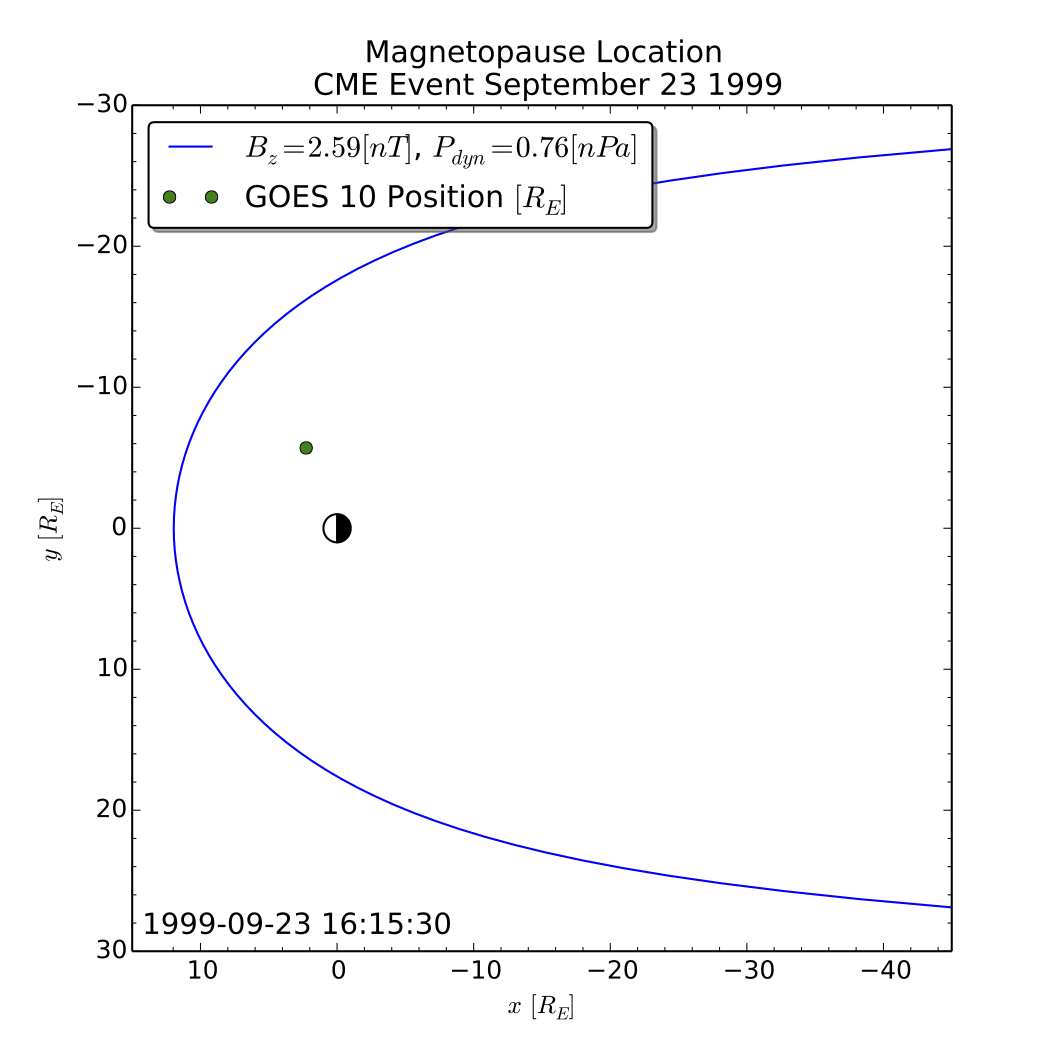 Magnetopause Location
CME Event September 23 1999
−30
B_z=2.59[nT], P_dyn=0.76[nPa]
GOES 10 Position [R_E]
−20
−10
0
10
20
30
y [R_E]
1999-09-23 16:15:30
10 0 −10 −20 −30 −40
x [R_E]